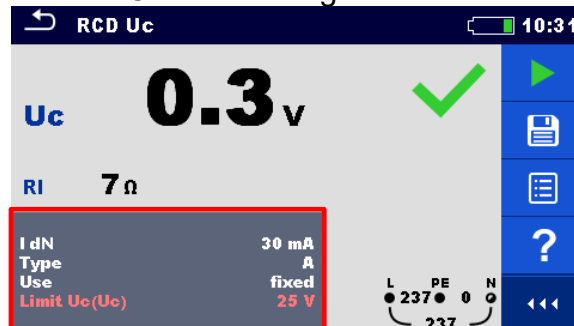 RCD Uc 10:31
Uc 0.3 V
RI 7 Ω
I dN 30 mA
Type A
Use fixed
Limit Uc(Uc) 25 V
?
L PE N
237 0
237